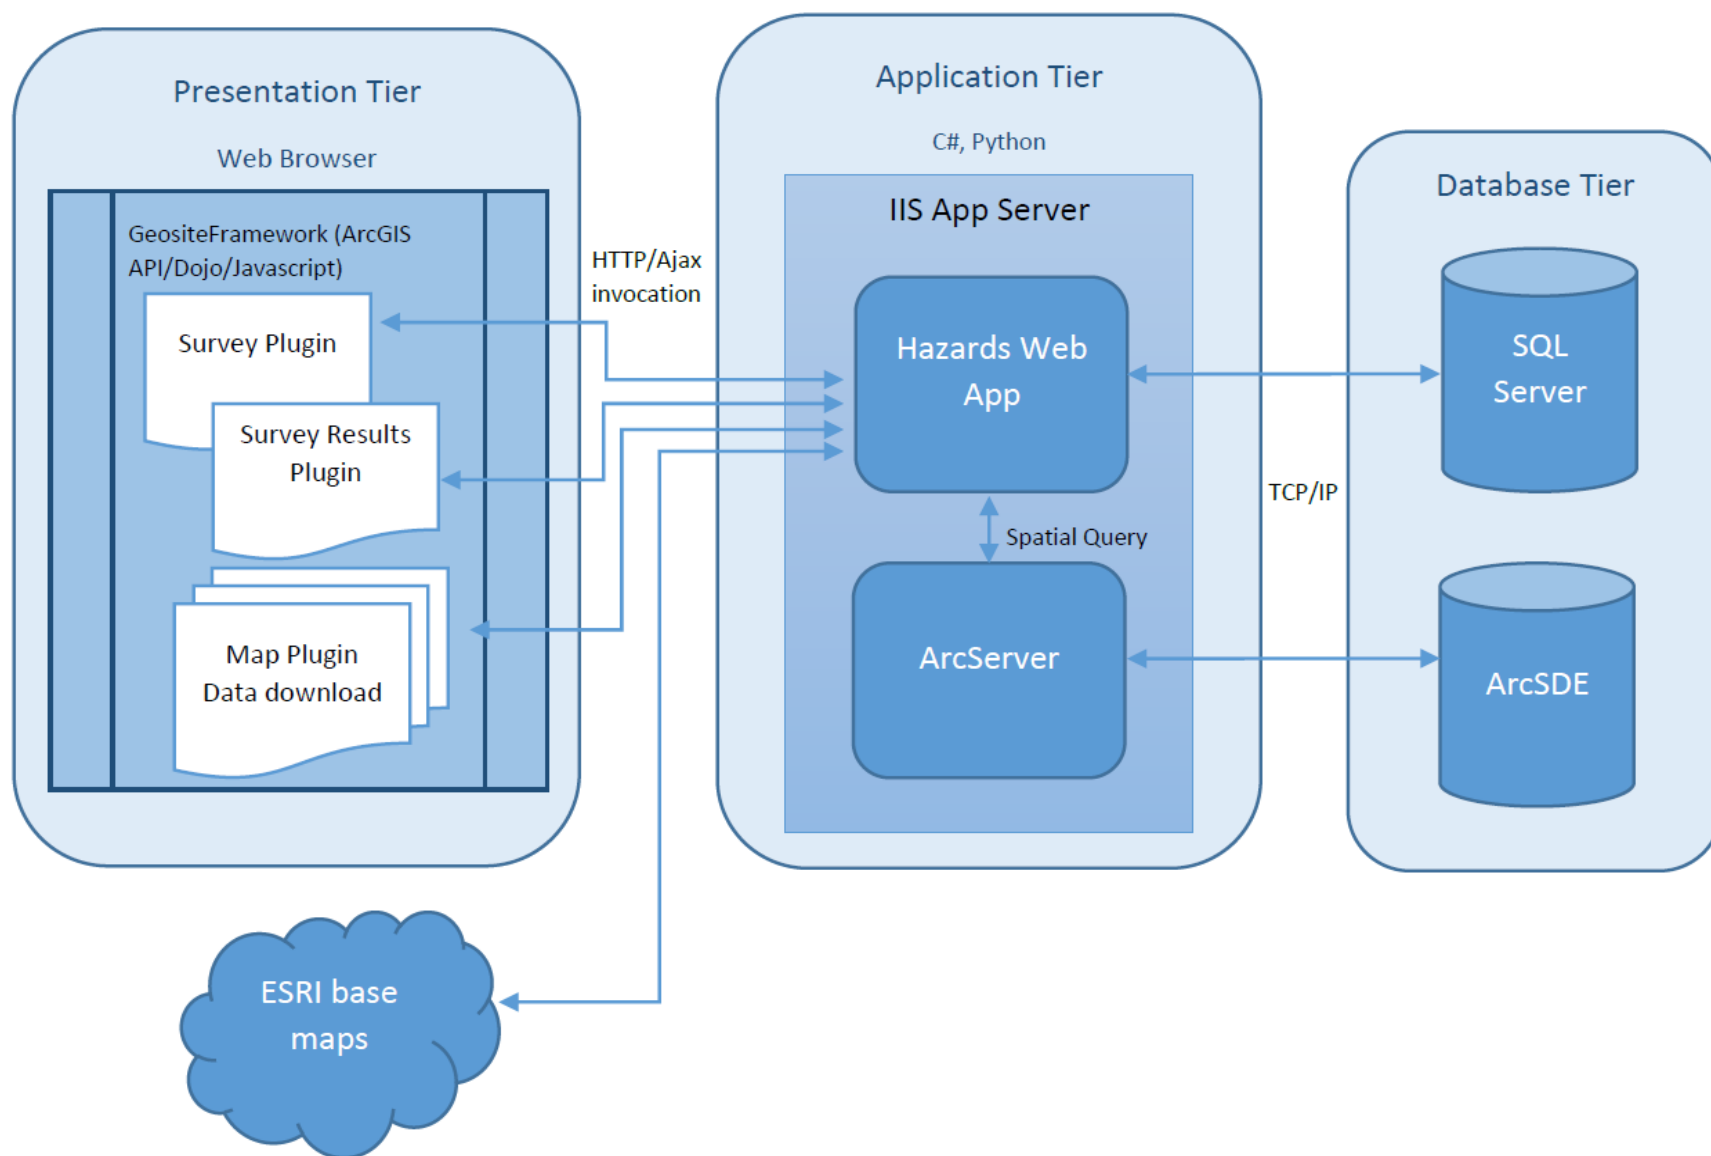 Presentation Tier
Web Browser
GeositeFramework (ArcGIS
API/Dojo/Javascript)
Survey Plugin
Survey Results
Plugin
Map Plugin
Data download
HTTP/Ajax
invocation
Application Tier
C#, Python
IIS App Server
Hazards Web
App
Spatial Query
ArcServer
TCP/IP
Database Tier
SQL
Server
ArcSDE
ESRI base
maps